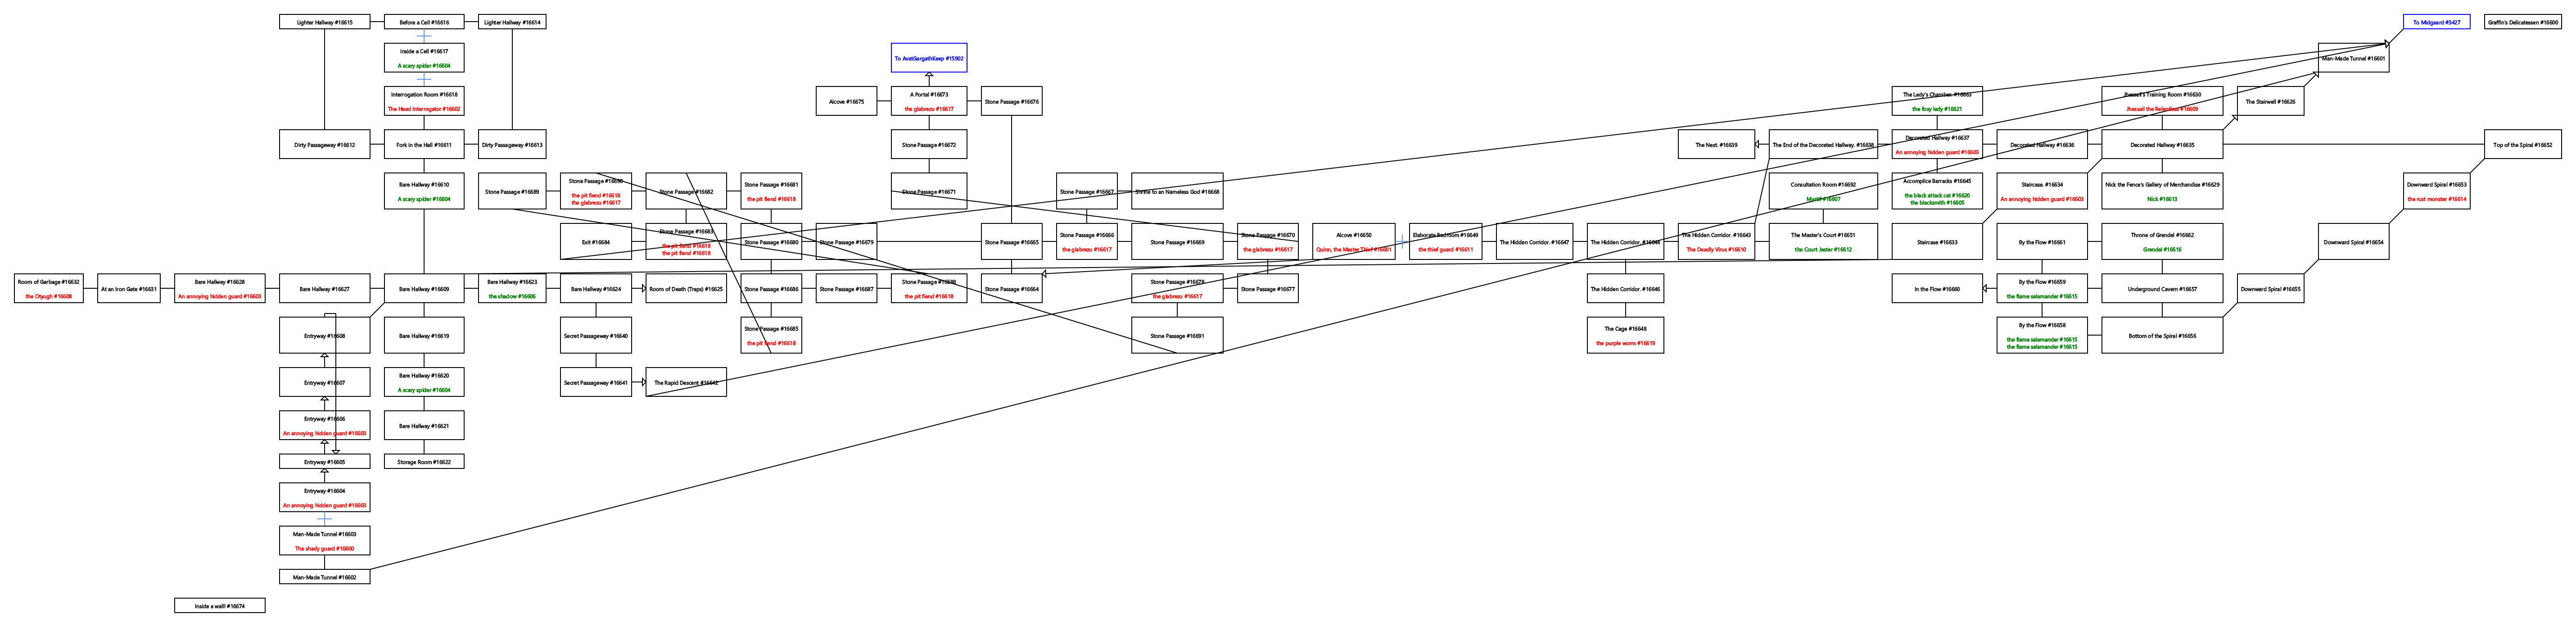 Lighter Hallway #16615
Before a Cell #16616
Lighter Hallway #16614
To Midgaard #3427
Graffin's Delicatessen #16600
Inside a Cell #16617
A scary spider #16604
To AvatGargathKeep #15902
Man-Made Tunnel #16601
Interrogation Room #16618
The Head Interrogator #16602
Alcove #16675
A Portal #16673
the glabrezu #16617
Stone Passage #16676
The Lady's Chamber. #16663
the foxy lady #16621
Jhessail's Training Room #16630
Jhessail the Relentless #16609
The Stairwell #16626
Dirty Passageway #16612
Fork in the Hall #16611
Dirty Passageway #16613
Stone Passage #16672
The Nest. #16639
The End of the Decorated Hallway. #16638
Decorated Hallway #16637
An annoying hidden guard #16603
Decorated Hallway #16636
Decorated Hallway #16635
Top of the Spiral #16652
Bare Hallway #16610
A scary spider #16604
Stone Passage #16689
Stone Passage #16690
the pit fiend #16618
the glabrezu #16617
Stone Passage #16682
Stone Passage #16681
the pit fiend #16618
Stone Passage #16671
Stone Passage #16667
Shrine to an Nameless God #16668
Consultation Room #16692
#16607
Accomplice Barracks #16645
the black attack cat #16620
the blacksmith #16605
Staircase. #16634
An annoying hidden guard #16603
Nick the Fence's Gallery of Merchandise #16629
Nick #16613
Downward Spiral #16653
the rust monster #16614
Exit #16684
Stone Passage #16683
the pit fiend #16618
the pit fiend #16618
Stone Passage #16680
Stone Passage #16679
Stone Passage #16665
Stone Passage #16666
the glabrezu #16617
Stone Passage #16669
Stone Passage #16670
the glabrezu #16617
Alcove #16650
Quinn, the Master Thief #16601
Elaborate Bedroom #16649
the thief guard #16611
The Hidden Corridor. #16647
The Hidden Corridor. #16644
The Hidden Corridor. #16643
The Deadly Virus #16610
The Master's Court #16651
the Court Jester #16612
Staircase #16633
By the Flow #16661
Throne of Grendel #16662
Grendel #16616
Downward Spiral #16654
Room of Garbage #16632
the Otyugh #16608
At an Iron Gate #16631
Bare Hallway #16628
An annoying hidden guard #16603
Bare Hallway #16627
Bare Hallway #16609
Bare Hallway #16623
the shadow #16606
Bare Hallway #16624
Room of Death (Traps) #16625
Stone Passage #16686
Stone Passage #16687
Stone Passage #16688
the pit fiend #16618
Stone Passage #16664
Stone Passage #16678
the glabrezu #16617
Stone Passage #16677
The Hidden Corridor. #16646
In the Flow #16660
By the Flow #16659
the flame salamander #16615
Underground Cavern #16657
Downward Spiral #16655
Entryway #16608
Bare Hallway #16619
Secret Passage #16640
Stone Passage #16685
the pit fiend #16618
Stone Passage #16691
The Cage #16648
the purple worm #16619
By the Flow #16658
the flame salamander #16615
the flame salamander #16615
Bottom of the Spiral #16656
Entryway #16607
Bare Hallway #16620
A scary spider #16604
Secret Passageway #16641
The Rapid Descent #16642
Entryway #16606
An annoying hidden guard #16603
Bare Hallway #16621
Entryway #16605
Storage Room #16622
Entryway #16604
An annoying hidden guard #16603
Man-Made Tunnel #16603
The shady guard #16600
Man-Made Tunnel #16602
Inside a wall! #16674